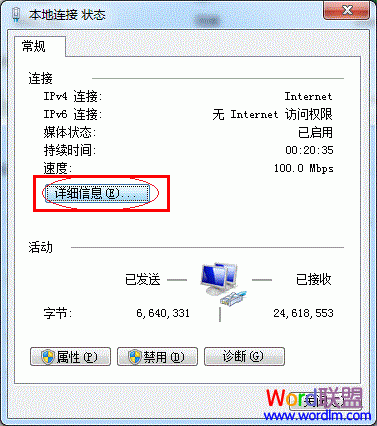 本地连接 状态
常规
连接
IPv4 连接: Internet
IPv6 连接: 无 Internet 访问权限
媒体状态: 已启用
持续时间: 00:20:35
速度: 100.0 Mbps
详细信息(E)...
活动
已发送 — — 已接收
字节: 6,640,331 | 24,618,553
属性(P) 禁用(D) 诊断(G)
Word联盟
www.wordlm.com